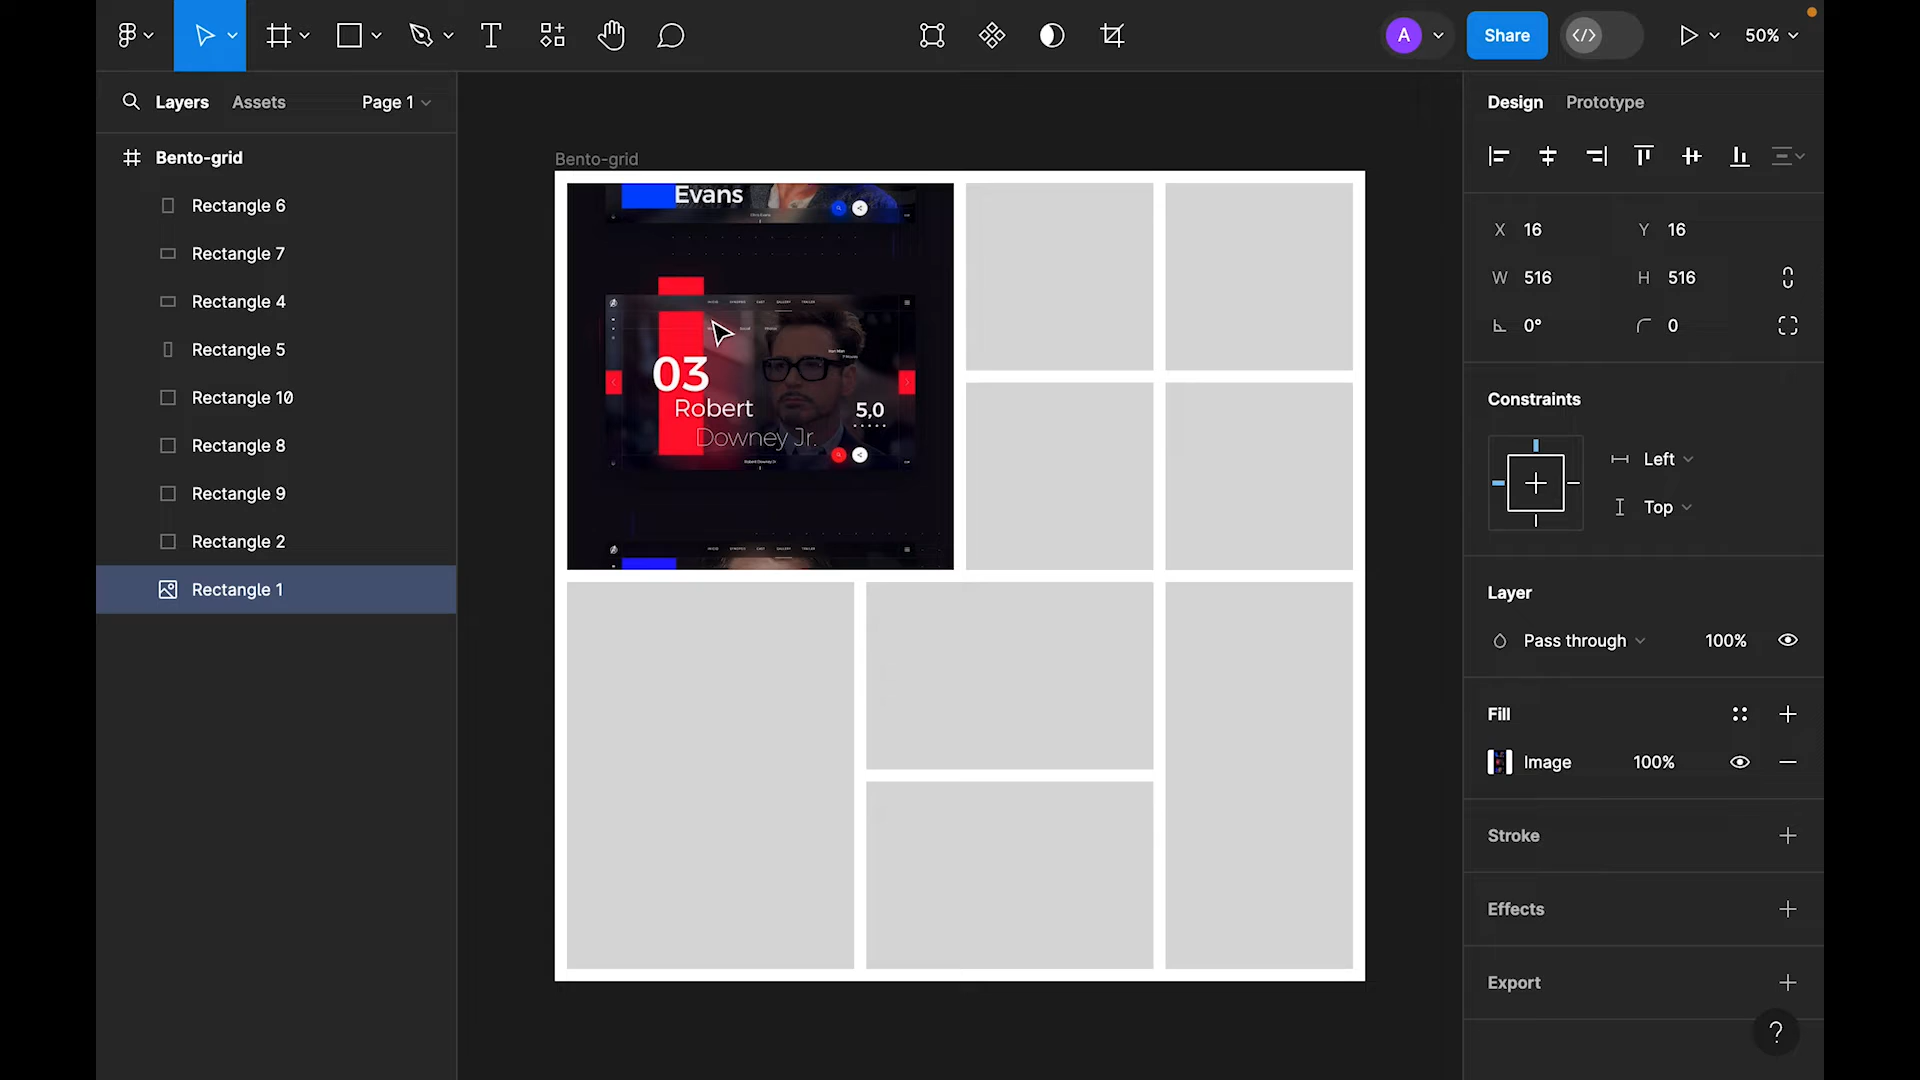 A
Share
50%
Layers
Assets
Page 1
Design
Prototype
Bento-grid
Rectangle 6
Rectangle 7
Rectangle 4
Rectangle 5
Rectangle 10
Rectangle 8
Rectangle 9
Rectangle 2
Rectangle 1
Bento-grid
Evans
03
Robert
Downey Jr.
5,0
X 16
Y 16
W 516
H 516
0°
0
Constraints
Left
Top
Layer
Pass through
100%
Fill
Image
100%
Stroke
Effects
Export
?